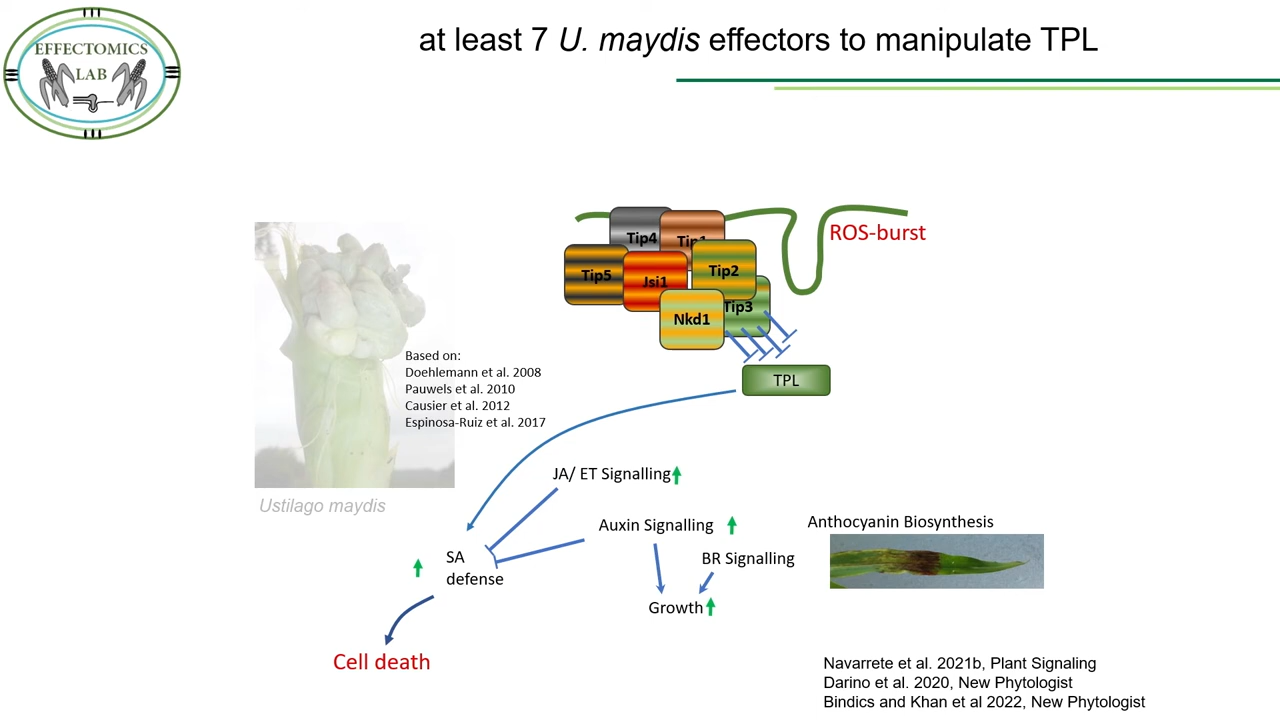 EFFECTOMICS
LAB
at least 7 U. maydis effectors to manipulate TPL
Tip4
Tip1
ROS-burst
Tip5
Jsi1
Tip2
Tip3
Nkd1
TPL
Based on:
Doehlemann et al. 2008
Pauwels et al. 2010
Causier et al. 2012
Espinosa-Ruiz et al. 2017
Ustilago maydis
JA/ ET Signalling
Auxin Signalling
Anthocyanin Biosynthesis
BR Signalling
SA
defense
Growth
Cell death
Navarrete et al. 2021b, Plant Signaling
Darino et al. 2020, New Phytologist
Bindics and Khan et al 2022, New Phytologist